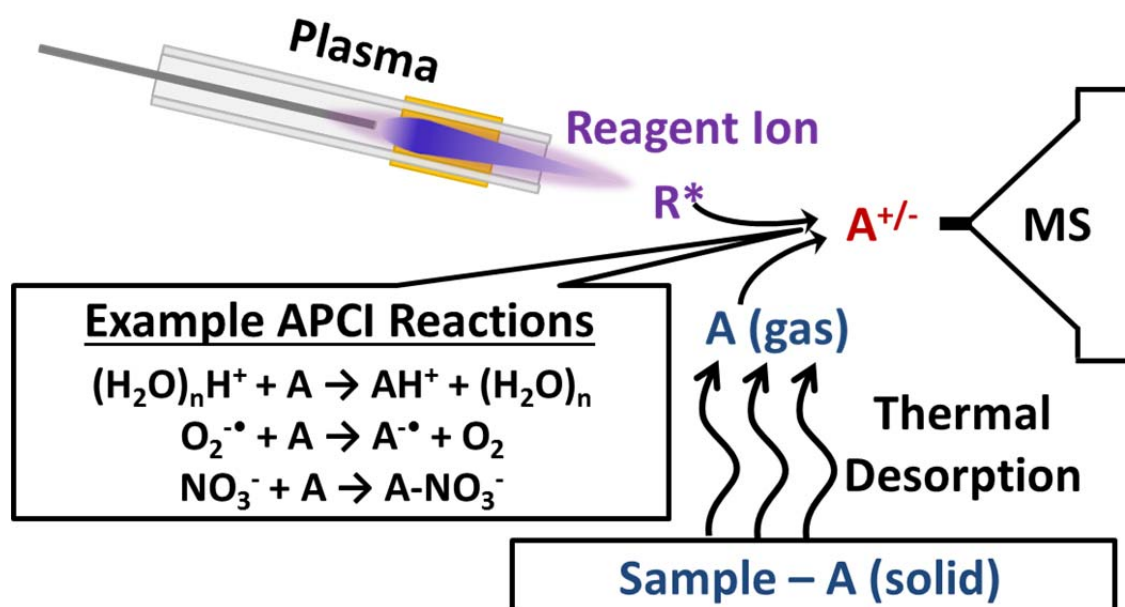 Plasma
Reagent Ion
R*
A⁺/⁻
MS
Example APCI Reactions
(H₂O)ₙH⁺ + A → AH⁺ + (H₂O)ₙ
O₂⁻• + A → A⁻• + O₂
NO₃⁻ + A → A-NO₃⁻
A (gas)
Thermal
Desorption
Sample – A (solid)